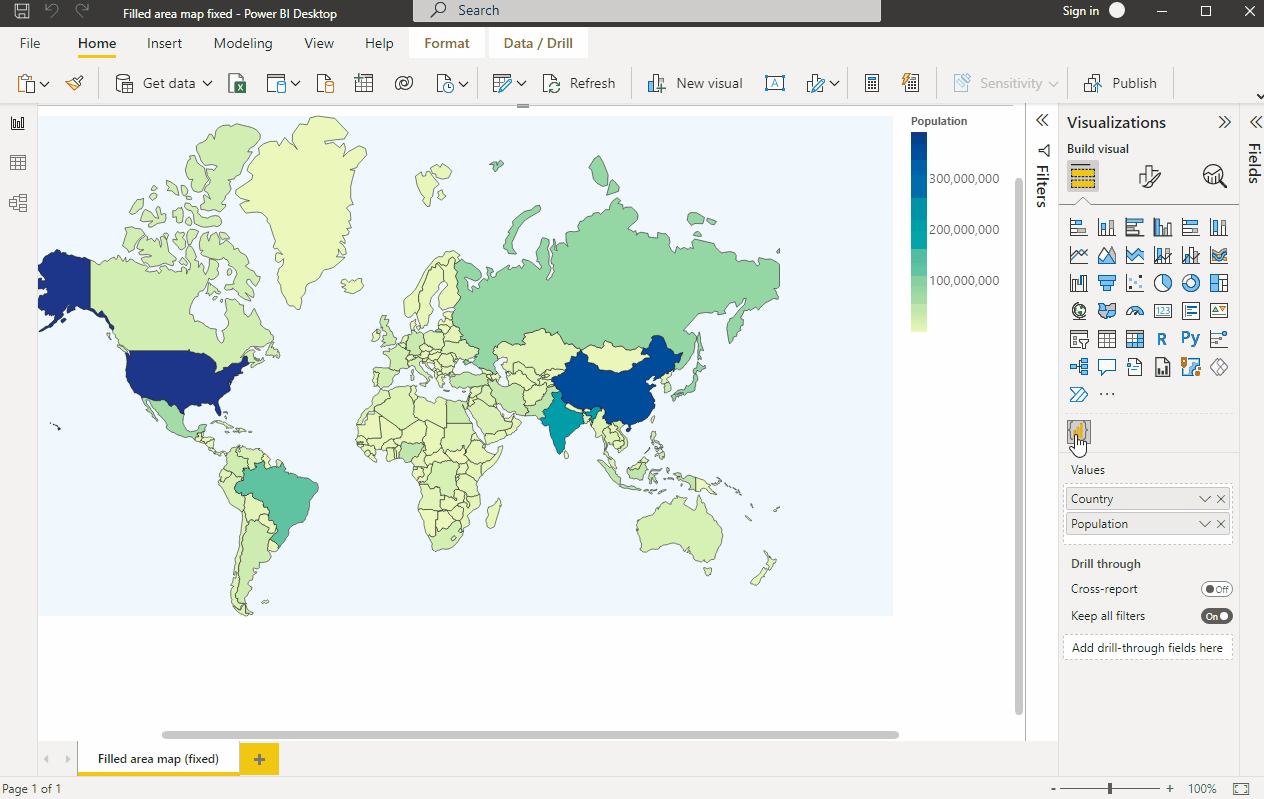 Filled area map fixed - Power BI Desktop
Search
Sign in
File Home Insert Modeling View Help Format Data / Drill
Get data Refresh New visual Sensitivity Publish
Population
300,000,000
200,000,000
100,000,000
Filters
Visualizations
Build visual
123
R Py
Values
Country
Population
Drill through
Cross-report Off
Keep all filters On
Add drill-through fields here
Fields
Filled area map (fixed)
Page 1 of 1
- + 100%